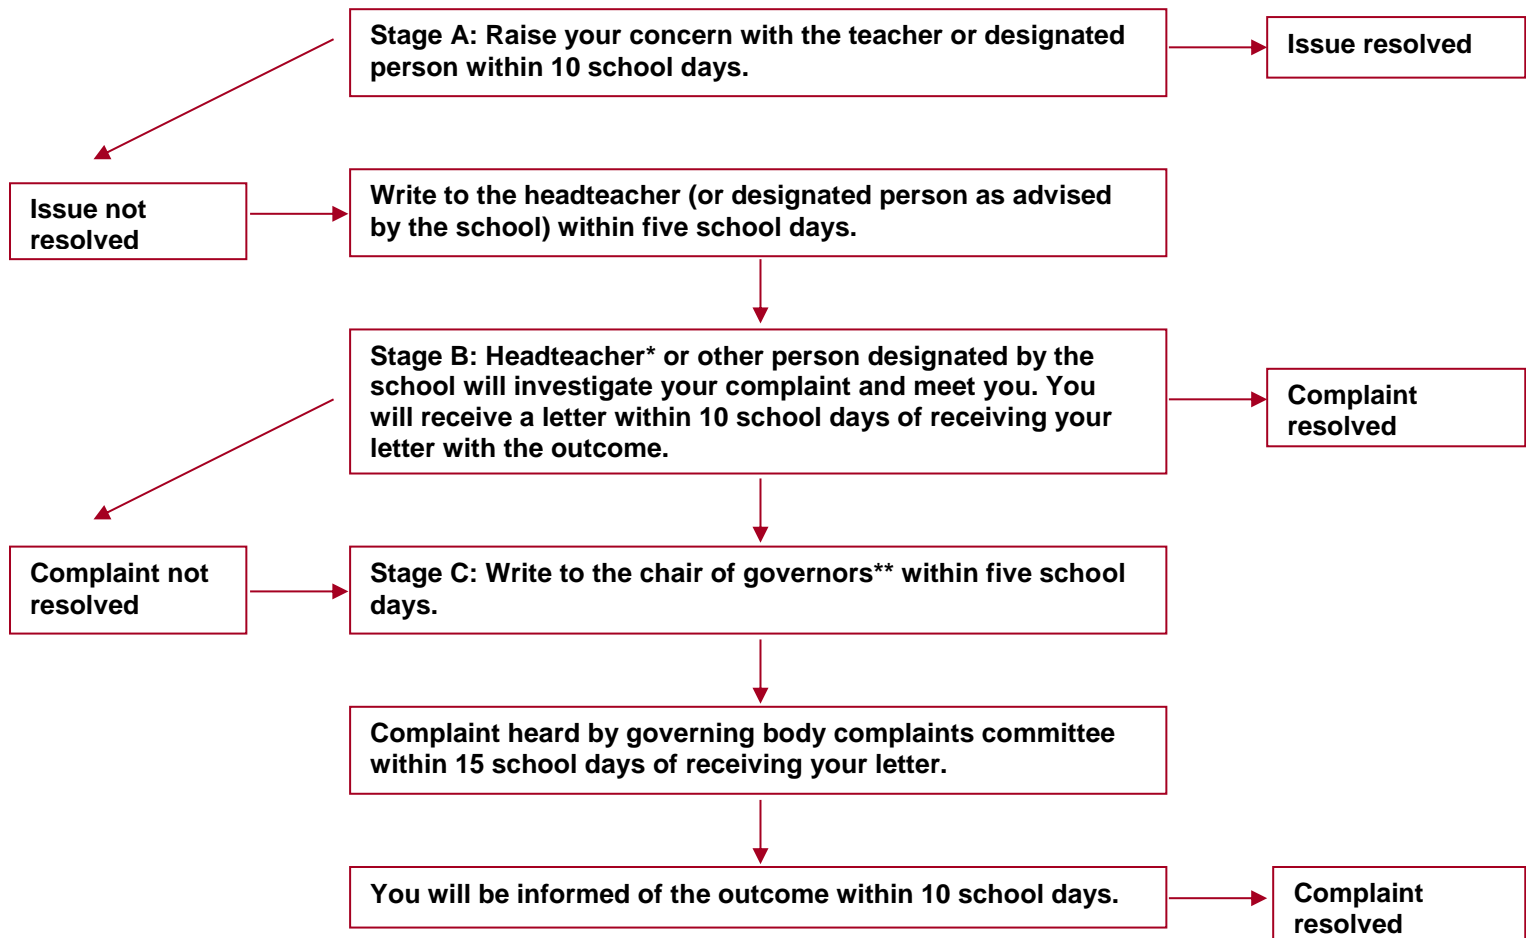 Stage A: Raise your concern with the teacher or designated
person within 10 school days.
Issue resolved
Issue not
resolved
Write to the headteacher (or designated person as advised
by the school) within five school days.
Stage B: Headteacher* or other person designated by the
school will investigate your complaint and meet you. You
will receive a letter within 10 school days of receiving your
letter with the outcome.
Complaint
resolved
Complaint not
resolved
Stage C: Write to the chair of governors** within five school
days.
Complaint heard by governing body complaints committee
within 15 school days of receiving your letter.
You will be informed of the outcome within 10 school days.
Complaint
resolved